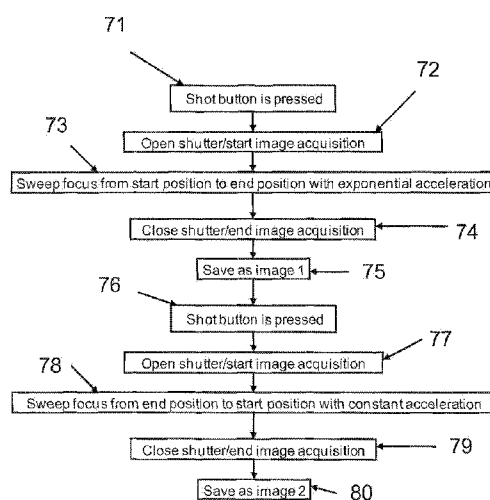 71
Shot button is pressed
72
Open shutter/start image acquisition
73
Sweep focus from start position to end position with exponential acceleration
Close shutter/end image acquisition
74
Save as image 1
75
76
Shot button is pressed
77
Open shutter/start image acquisition
78
Sweep focus from end position to start position with constant acceleration
Close shutter/end image acquisition
79
Save as image 2
80